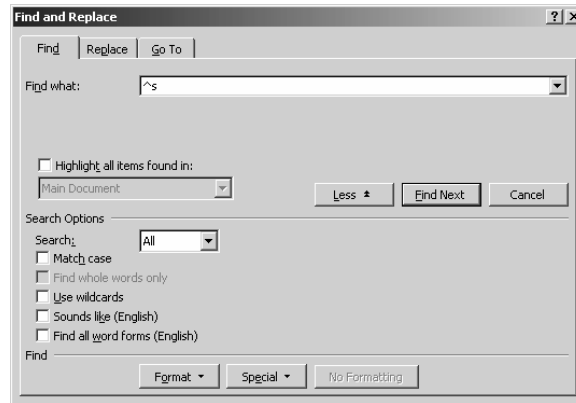 Find and Replace
Find Replace Go To
Find what: ^s
Highlight all items found in:
Main Document
Less Find Next Cancel
Search Options
Search: All
Match case
Find whole words only
Use wildcards
Sounds like (English)
Find all word forms (English)
Find
Format Special No Formatting